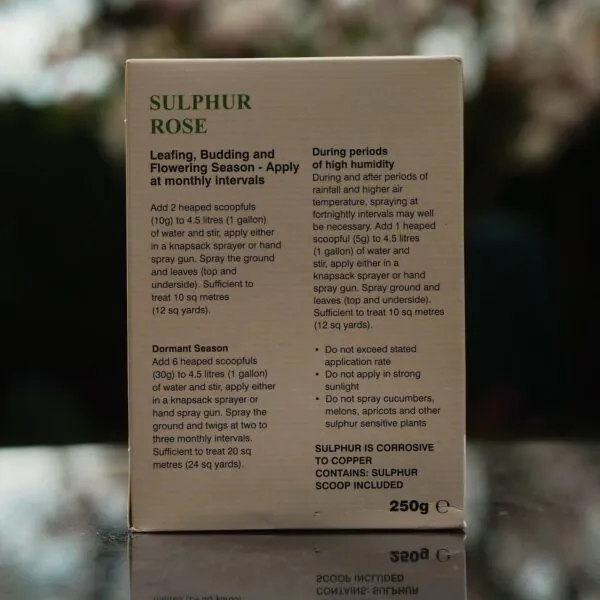 SULPHUR
ROSE
Leafing, Budding and
Flowering Season - Apply
at monthly intervals
Add 2 heaped scoopfuls
(10g) to 4.5 litres (1 gallon)
of water and stir, apply either
in a knapsack sprayer or hand
spray gun. Spray the ground
and leaves (top and
underside). Sufficient to
treat 10 sq metres
(12 sq yards).
Dormant Season
Add 6 heaped scoopfuls
(30g) to 4.5 litres (1 gallon)
of water and stir, apply either
in a knapsack sprayer or
hand spray gun. Spray the
ground and twigs at two to
three monthly intervals.
Sufficient to treat 20 sq
metres (24 sq yards).
During periods
of high humidity
During and after periods of
rainfall and higher air
temperature, spraying at
fortnightly intervals may well
be necessary. Add 1 heaped
scoopful (5g) to 4.5 litres
(1 gallon) of water and
stir, apply either in a
knapsack sprayer or hand
spray gun. Spray ground and
leaves (top and underside).
Sufficient to treat 10 sq metres
(12 sq yards).
• Do not exceed stated
application rate
• Do not apply in strong
sunlight
• Do not spray cucumbers,
melons, apricots and other
sulphur sensitive plants
SULPHUR IS CORROSIVE
TO COPPER
CONTAINS: SULPHUR
SCOOP INCLUDED
250g ℮